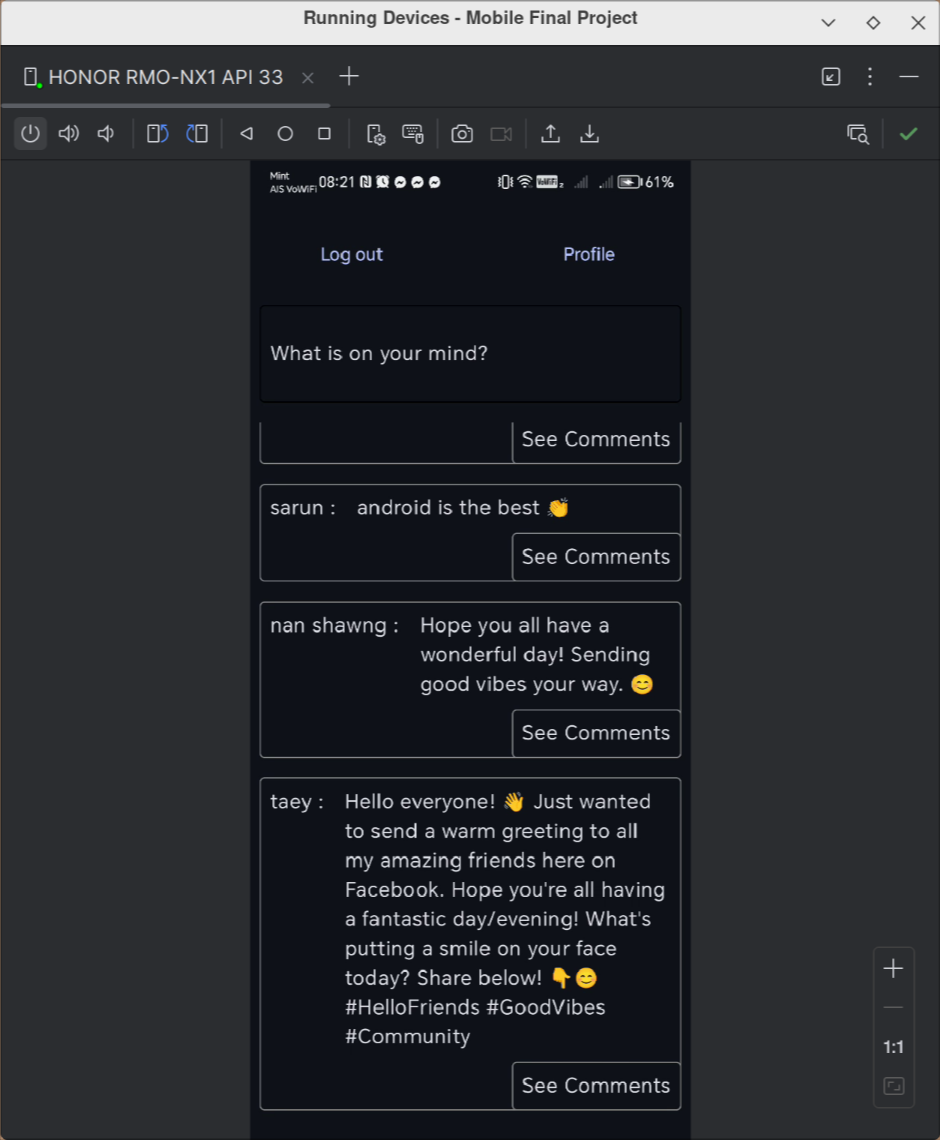 Running Devices - Mobile Final Project
HONOR RMO-NX1 API 33
Mint
AIS VoWiFi 08:21 61%
Log out Profile
What is on your mind?
See Comments
sarun : android is the best 👏
See Comments
nan shawng : Hope you all have a
wonderful day! Sending
good vibes your way. 😊
See Comments
taey : Hello everyone! 👋 Just wanted
to send a warm greeting to all
my amazing friends here on
Facebook. Hope you're all having
a fantastic day/evening! What's
putting a smile on your face
today? Share below! 👇😊
#HelloFriends #GoodVibes
#Community
See Comments
1:1